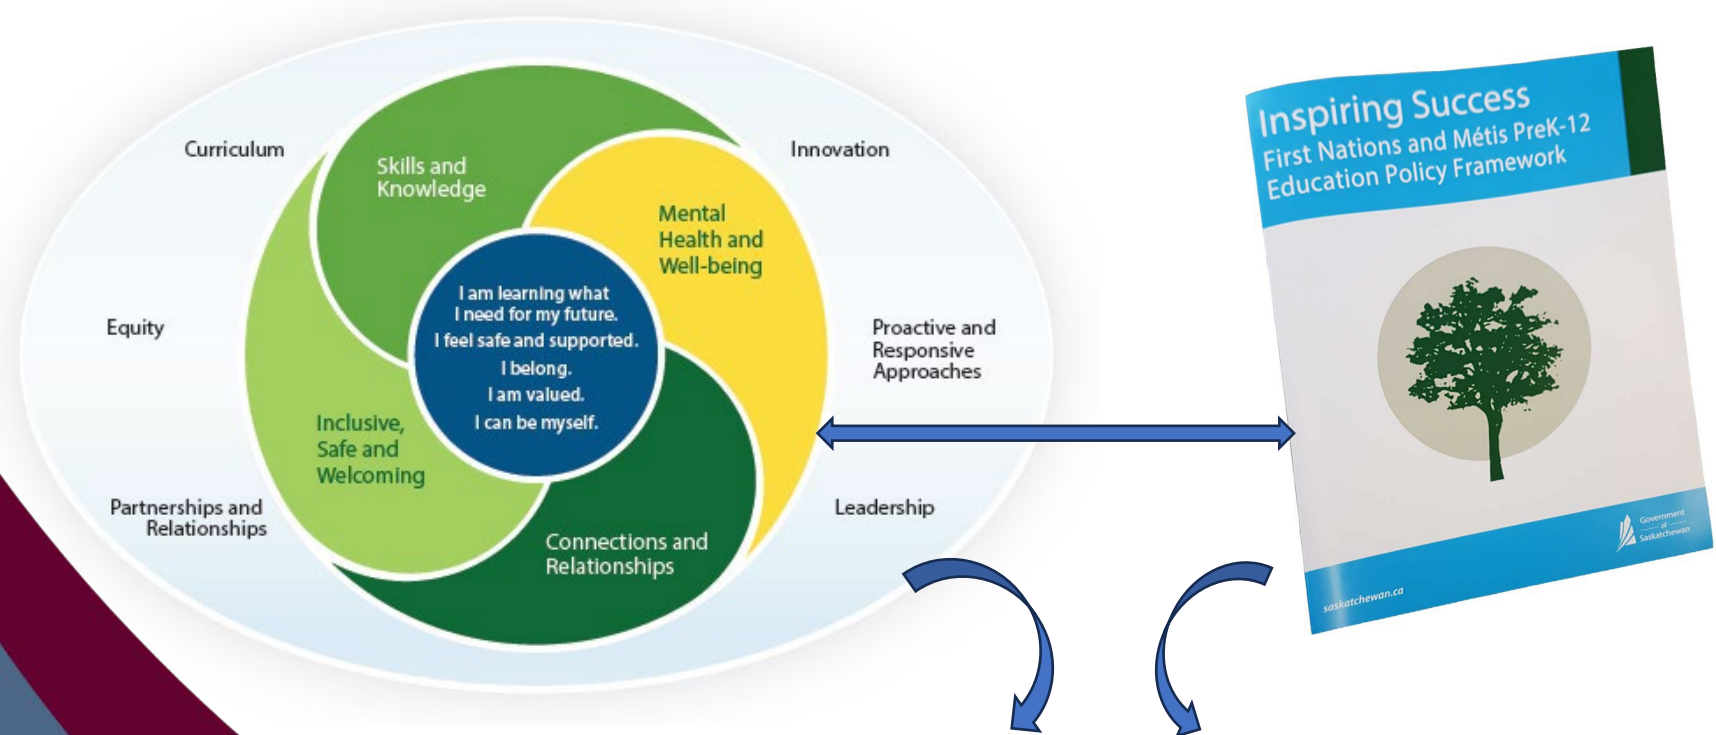 Curriculum
Innovation
Skills and
Knowledge
Mental
Health and
Well-being
I am learning what
I need for my future.
I feel safe and supported.
I belong.
I am valued.
I can be myself.
Equity
Proactive and
Responsive
Approaches
Inclusive,
Safe and
Welcoming
Partnerships and
Relationships
Leadership
Connections and
Relationships
Inspiring Success
First Nations and Métis PreK-12
Education Policy Framework
Government
of
Saskatchewan
saskatchewan.ca